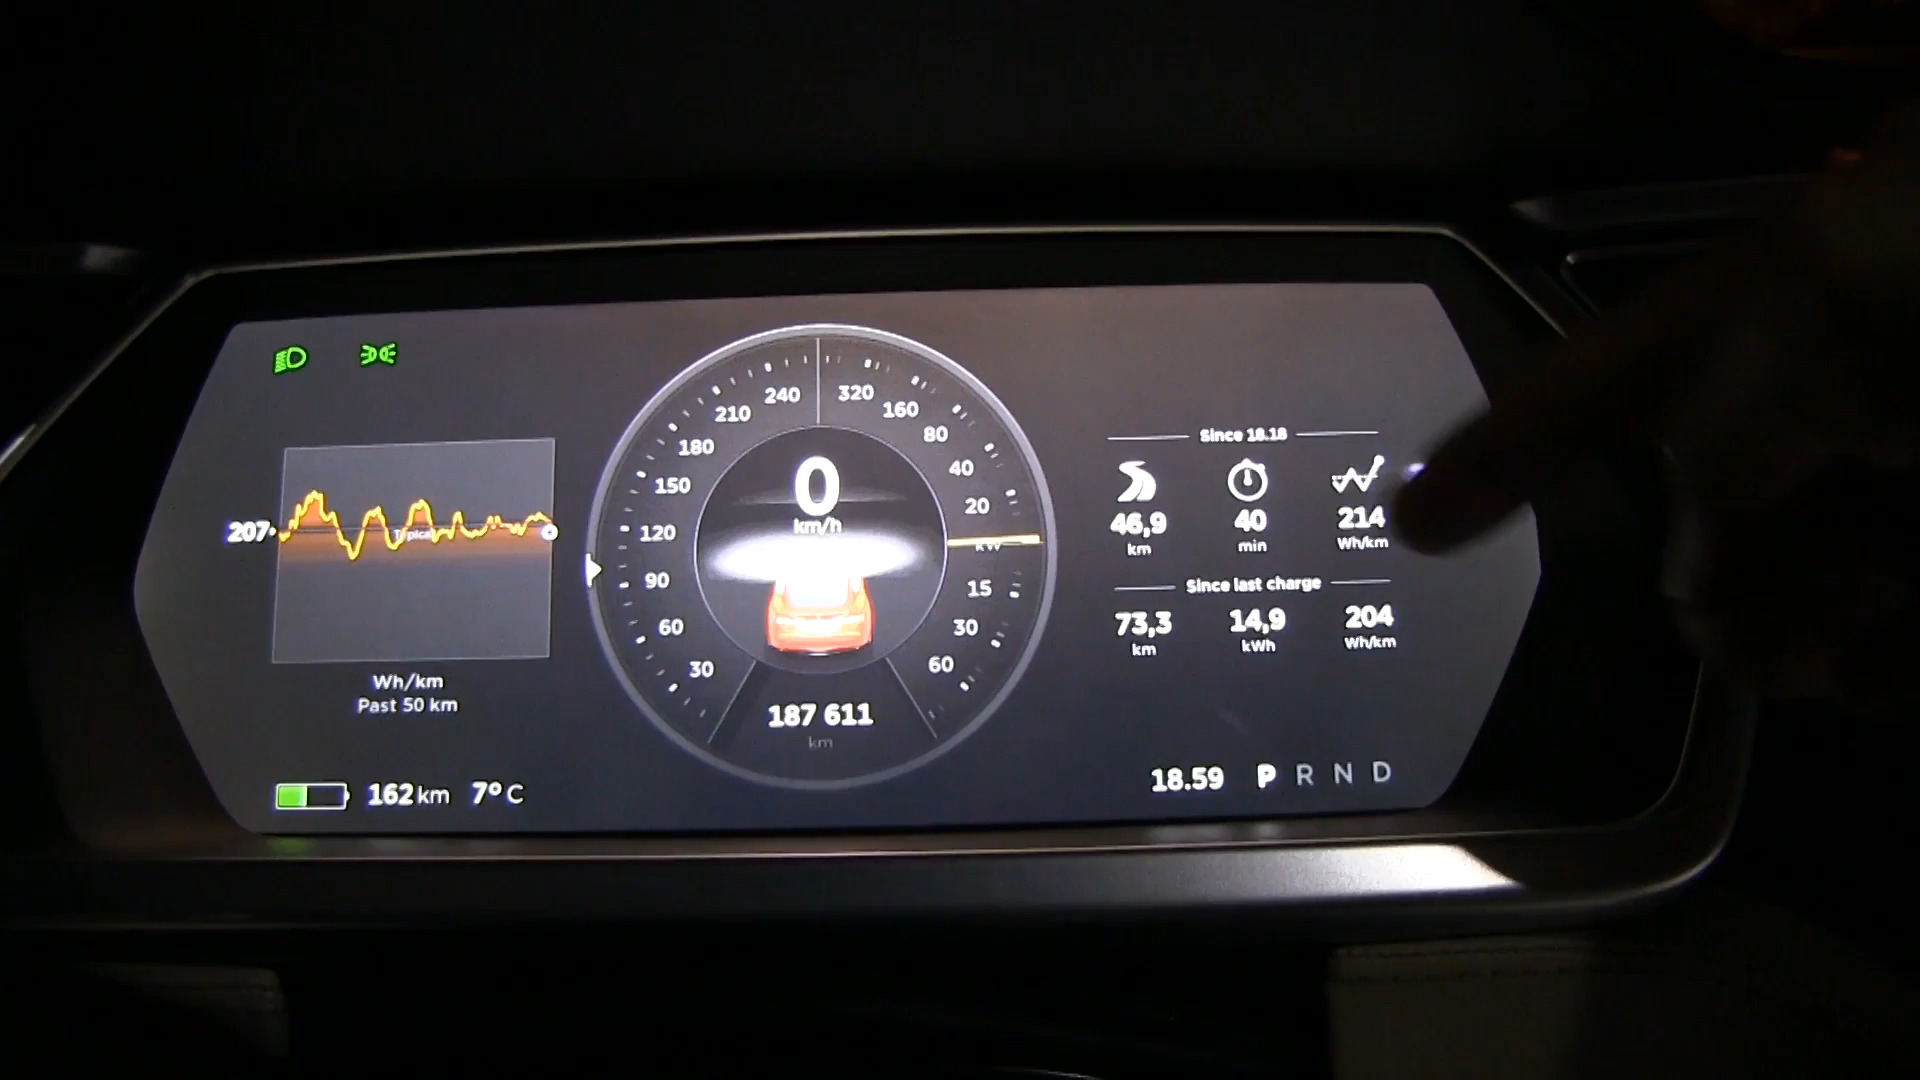 207
Typical
Wh/km
Past 50 km
162 km 7° C
240
210
180
150
120
90
60
30
320
160
80
40
20
kW
15
30
60
0
km/h
187 611
km
Since 18.18
46,9 40 214
km min Wh/km
Since last charge
73,3 14,9 204
km kWh Wh/km
18.59 P R N D